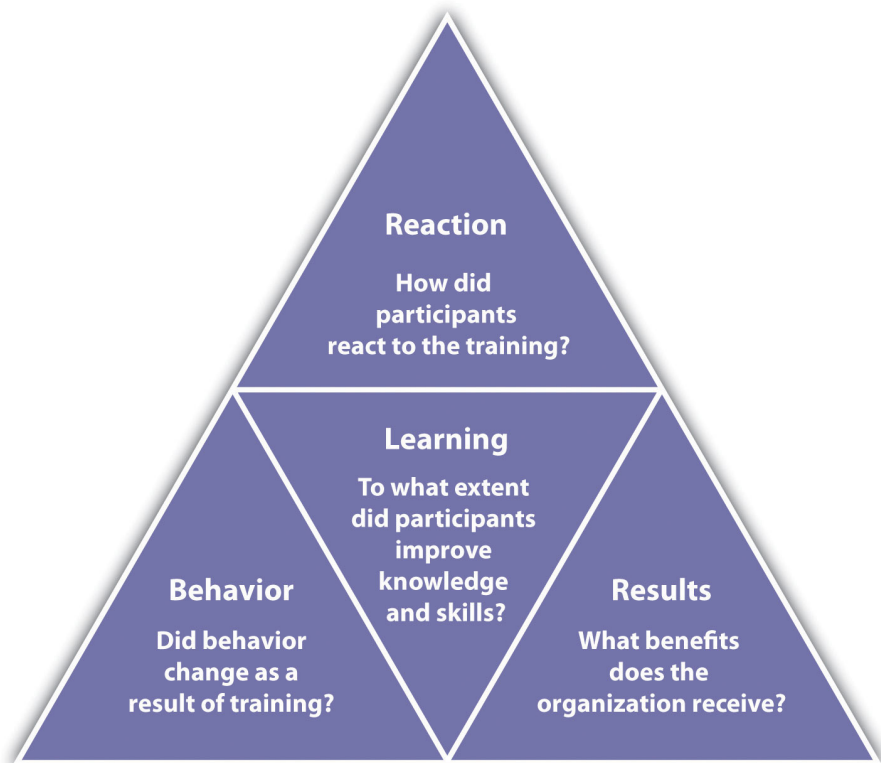 Reaction
How did
participants
react to the training?
Learning
To what extent
did participants
improve
knowledge
and skills?
Behavior
Did behavior
change as a
result of training?
Results
What benefits
does the
organization receive?